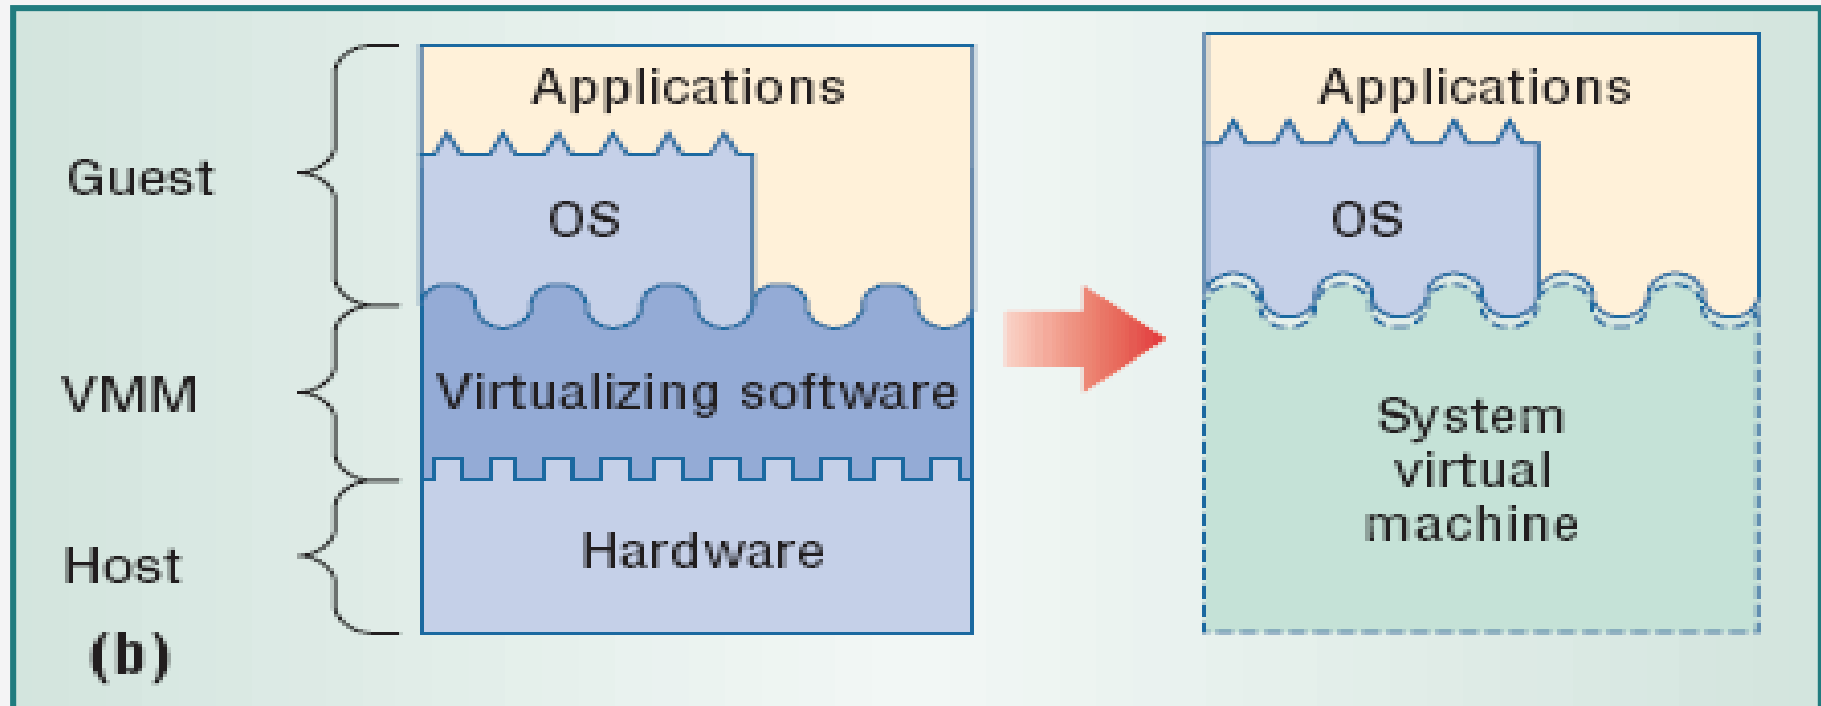 Guest
VMM
Host
(b)
Applications
OS
Virtualizing software
Hardware
Applications
OS
System
virtual
machine